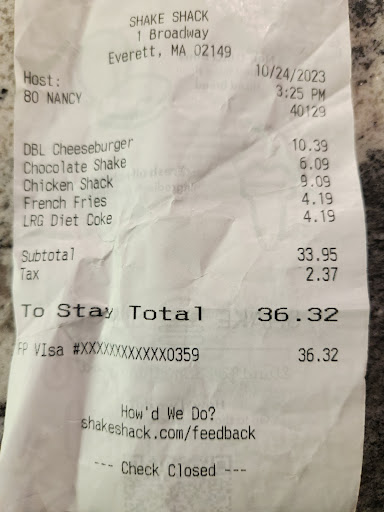 SHAKE SHACK
1 Broadway
Everett, MA 02149
Host: 10/24/2023
80 NANCY 3:25 PM
40129
DBL Cheeseburger 10.39
Chocolate Shake 6.09
Chicken Shack 9.09
French Fries 4.19
LRG Diet Coke 4.19
Subtotal 33.95
Tax 2.37
To Stay Total 36.32
FP VIsa #XXXXXXXXXXXX0359 36.32
How'd We Do?
shakeshack.com/feedback
--- Check Closed ---